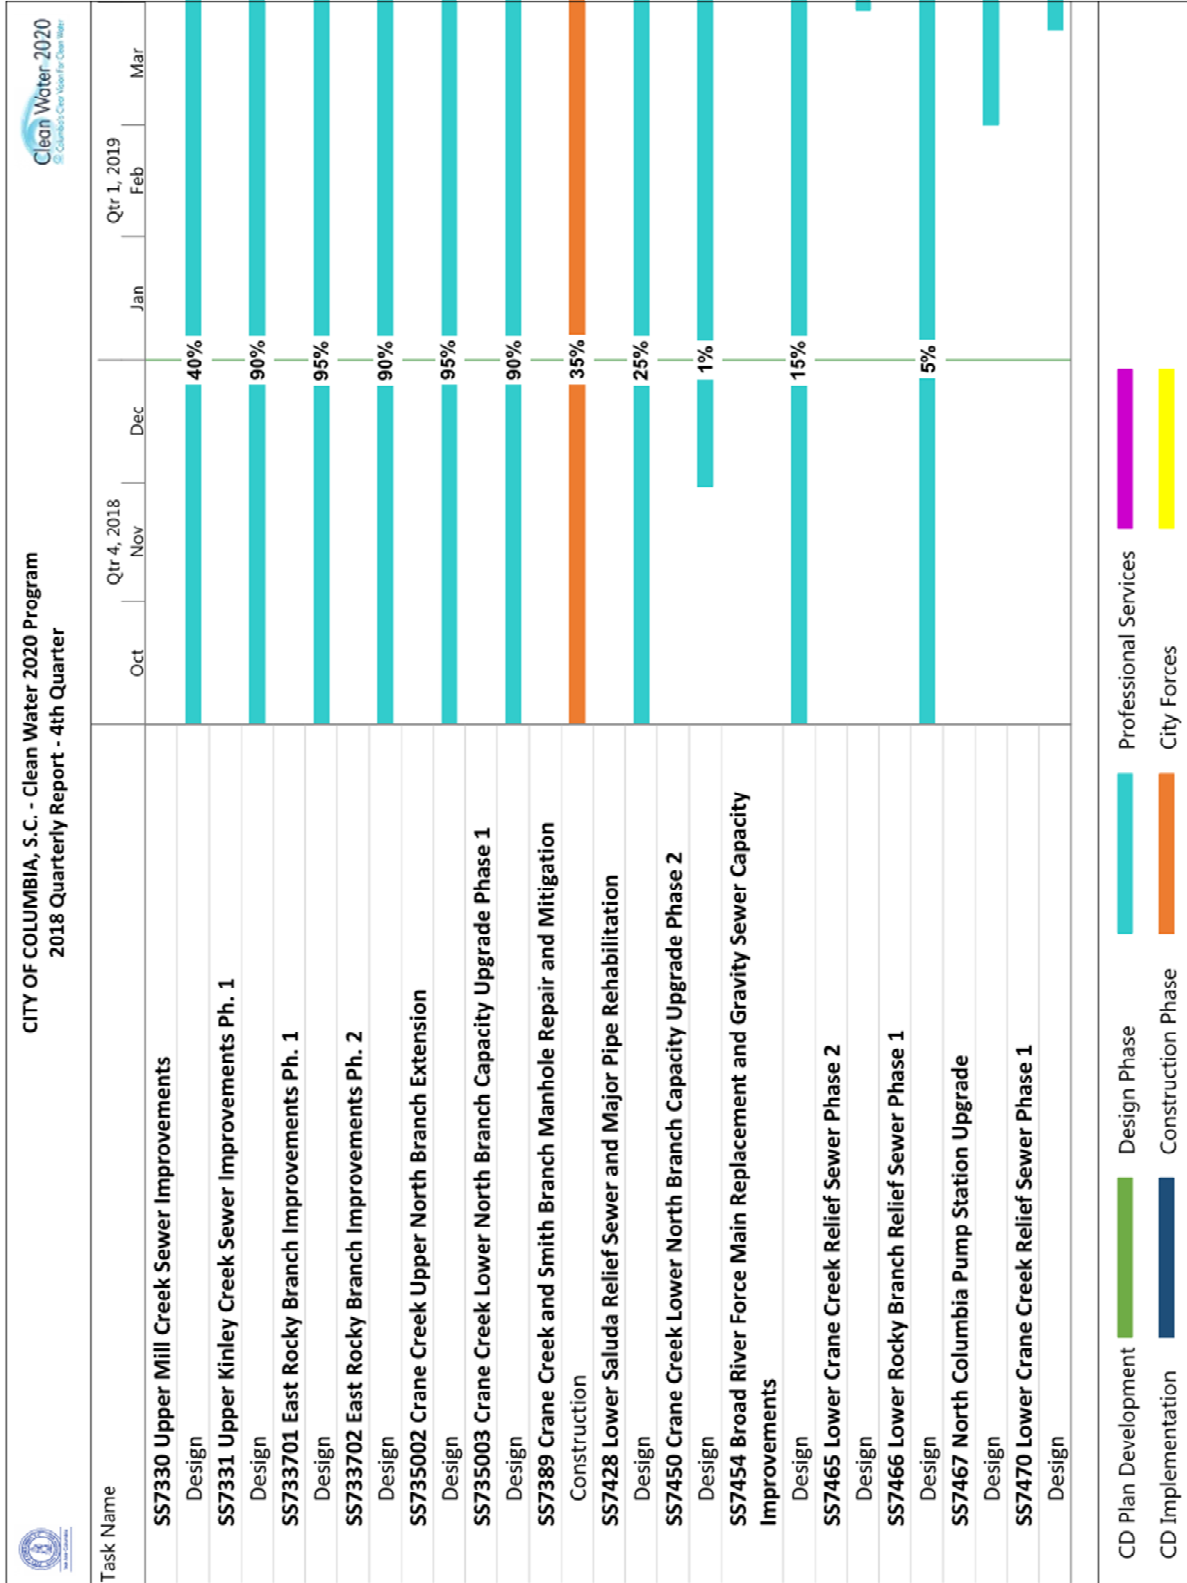 CITY OF COLUMBIA, S.C. - Clean Water 2020 Program
2018 Quarterly Report - 4th Quarter
Clean Water 2020
Columbia's Clear Vision For Clean Water
Task Name
Qtr 4, 2018
Qtr 1, 2019
Oct
Nov
Dec
Jan
Feb
Mar
SS7330 Upper Mill Creek Sewer Improvements
Design
40%
SS7331 Upper Kinley Creek Sewer Improvements Ph. 1
Design
90%
SS733701 East Rocky Branch Improvements Ph. 1
Design
95%
SS733702 East Rocky Branch Improvements Ph. 2
Design
90%
SS735002 Crane Creek Upper North Branch Extension
Design
95%
SS735003 Crane Creek Lower North Branch Capacity Upgrade Phase 1
Design
90%
SS7389 Crane Creek and Smith Branch Manhole Repair and Mitigation
Construction
35%
SS7428 Lower Saluda Relief Sewer and Major Pipe Rehabilitation
Design
25%
SS7450 Crane Creek Lower North Branch Capacity Upgrade Phase 2
Design
1%
SS7454 Broad River Force Main Replacement and Gravity Sewer Capacity
Improvements
Design
15%
SS7465 Lower Crane Creek Relief Sewer Phase 2
Design
SS7466 Lower Rocky Branch Relief Sewer Phase 1
Design
5%
SS7467 North Columbia Pump Station Upgrade
Design
SS7470 Lower Crane Creek Relief Sewer Phase 1
Design
CD Plan Development
Design Phase
Professional Services
CD Implementation
Construction Phase
City Forces